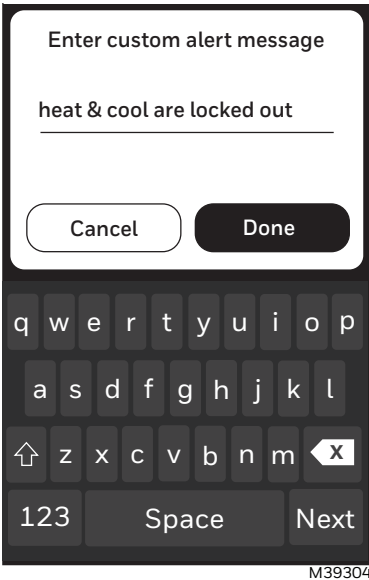 Enter custom alert message
heat & cool are locked out
Cancel Done
q w e r t y u i o p
a s d f g h j k l
z x c v b n m x
123 Space Next
M39304